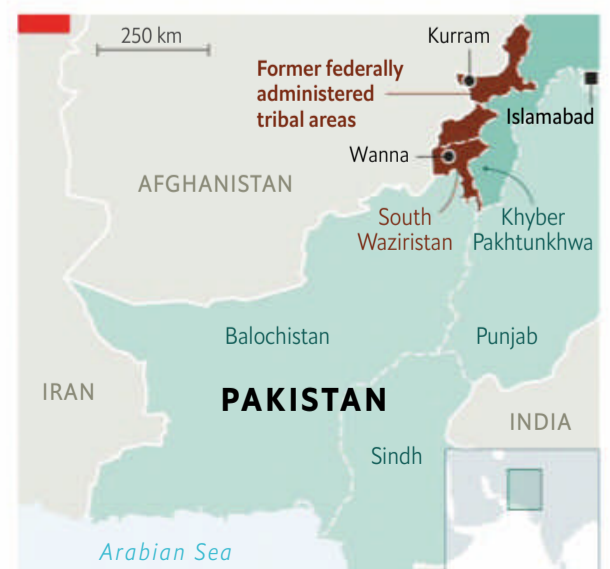 250 km
Kurram
Former federally
administered
tribal areas
Islamabad
Wanna
AFGHANISTAN
South
Waziristan
Khyber
Pakhtunkhwa
Balochistan
Punjab
IRAN
PAKISTAN
INDIA
Sindh
Arabian Sea